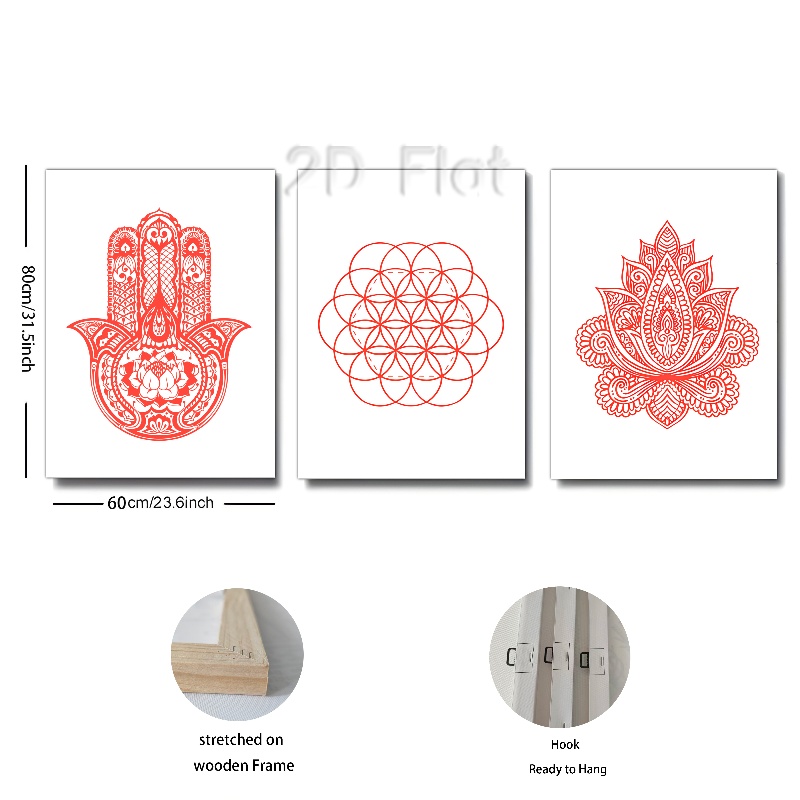 2D Flat
80cm/31.5inch
60cm/23.6inch
stretched on
wooden Frame
Hook
Ready to Hang